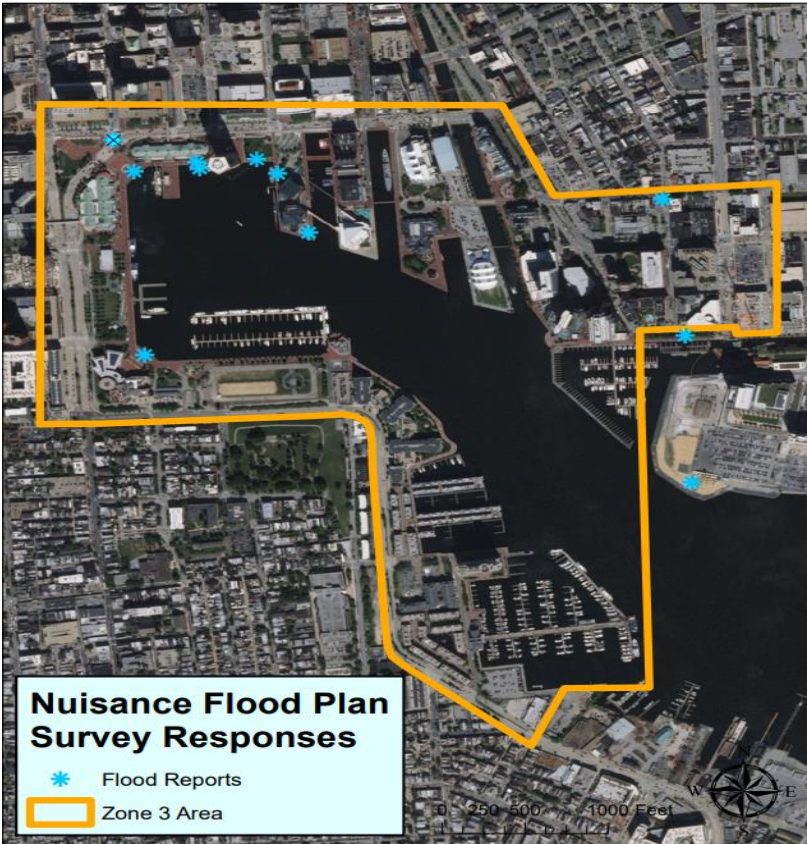 Nuisance Flood Plan
Survey Responses
Flood Reports
Zone 3 Area
0 250 500 1000 Feet
N
W E
S